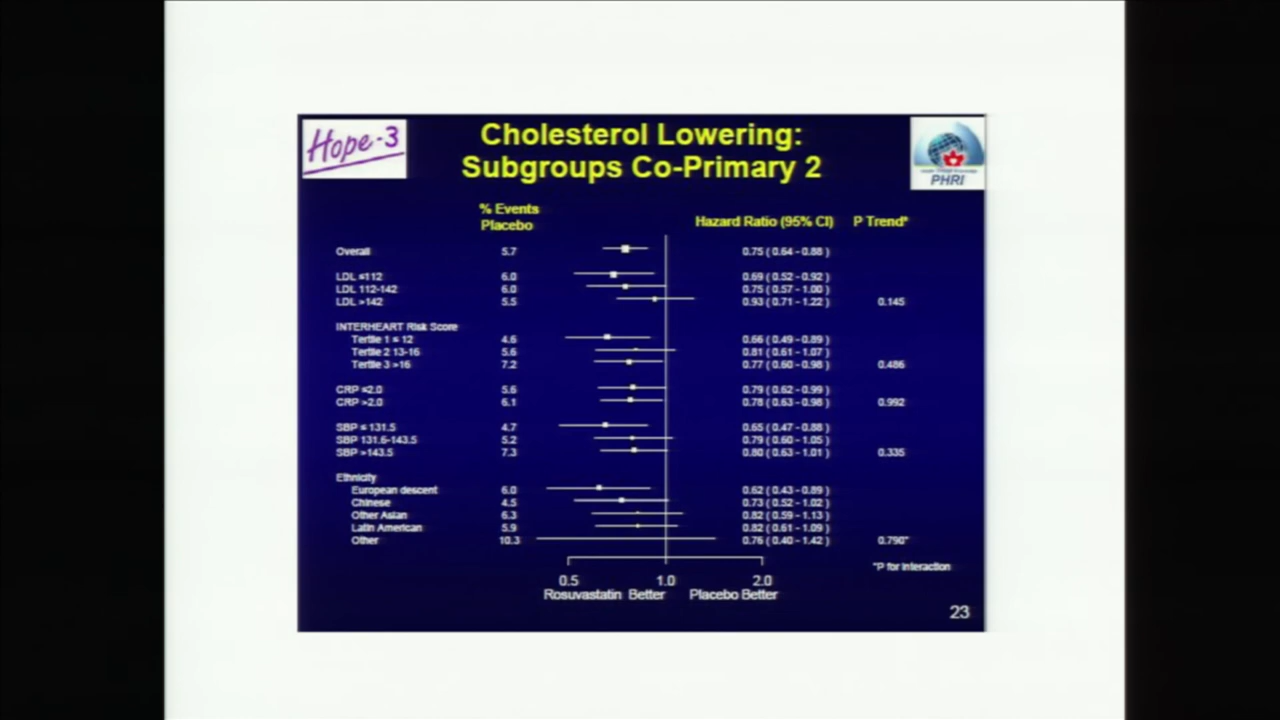 Hope-3
Cholesterol Lowering:
Subgroups Co-Primary 2
PHRI
% Events
Placebo
Hazard Ratio (95% CI)
P Trend*
Overall 5.7 0.75 ( 0.64 - 0.88 )
LDL ≤112 6.0 0.69 ( 0.52 - 0.92 )
LDL 112-142 6.0 0.75 ( 0.57 - 1.00 )
LDL >142 5.5 0.93 ( 0.71 - 1.22 ) 0.145
INTERHEART Risk Score
Tertile 1 ≤ 12 4.6 0.66 ( 0.49 - 0.89 )
Tertile 2 13-16 5.6 0.81 ( 0.61 - 1.07 )
Tertile 3 >16 7.2 0.77 ( 0.60 - 0.98 ) 0.486
CRP ≤2.0 5.6 0.79 ( 0.62 - 0.99 )
CRP >2.0 6.1 0.78 ( 0.63 - 0.98 ) 0.992
SBP ≤ 131.5 4.7 0.65 ( 0.47 - 0.88 )
SBP 131.6-143.5 5.2 0.79 ( 0.60 - 1.05 )
SBP >143.5 7.3 0.80 ( 0.63 - 1.01 ) 0.335
Ethnicity
European descent 6.0 0.62 ( 0.43 - 0.89 )
Chinese 4.5 0.73 ( 0.52 - 1.02 )
Other Asian 6.3 0.82 ( 0.59 - 1.13 )
Latin American 5.9 0.82 ( 0.61 - 1.09 )
Other 10.3 0.76 ( 0.40 - 1.42 ) 0.790*
*P for Interaction
0.5 1.0 2.0
Rosuvastatin Better Placebo Better
23